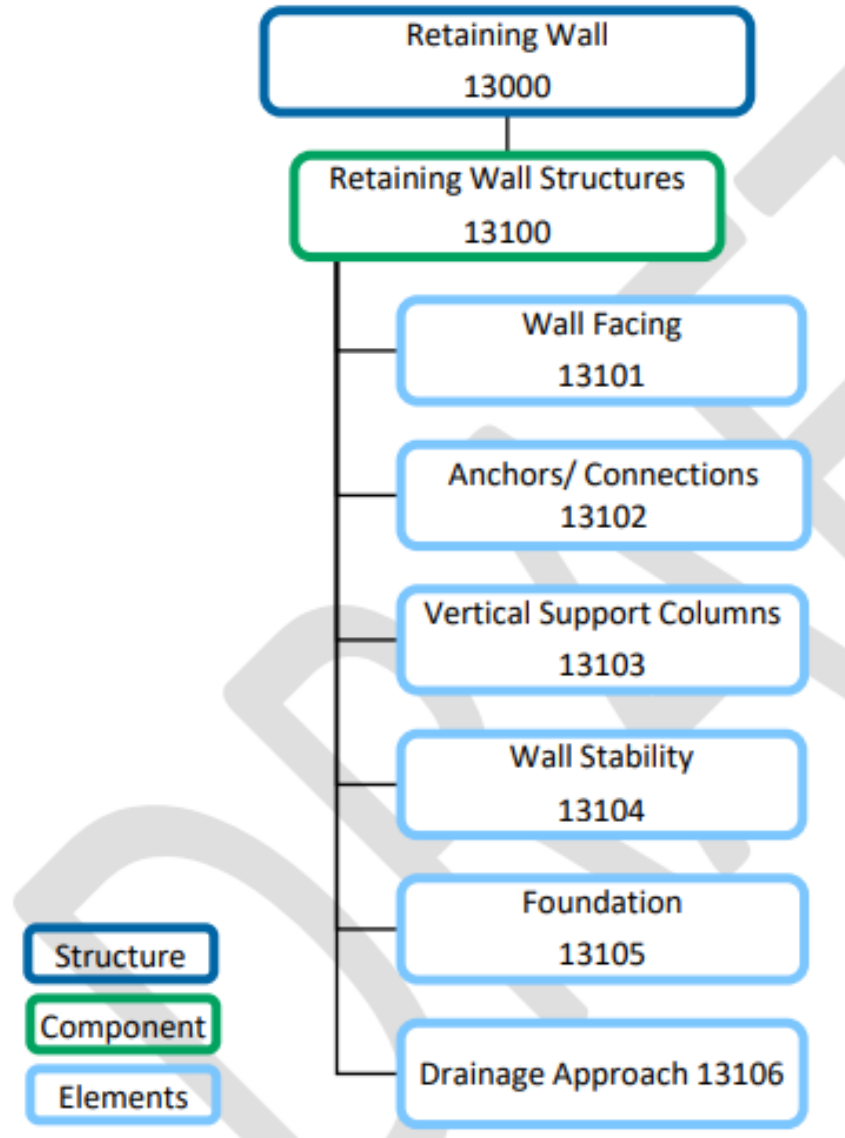 Retaining Wall
13000
Retaining Wall Structures
13100
Wall Facing
13101
Anchors/ Connections
13102
Vertical Support Columns
13103
Wall Stability
13104
Foundation
13105
Drainage Approach 13106
Structure
Component
Elements
DRAFT